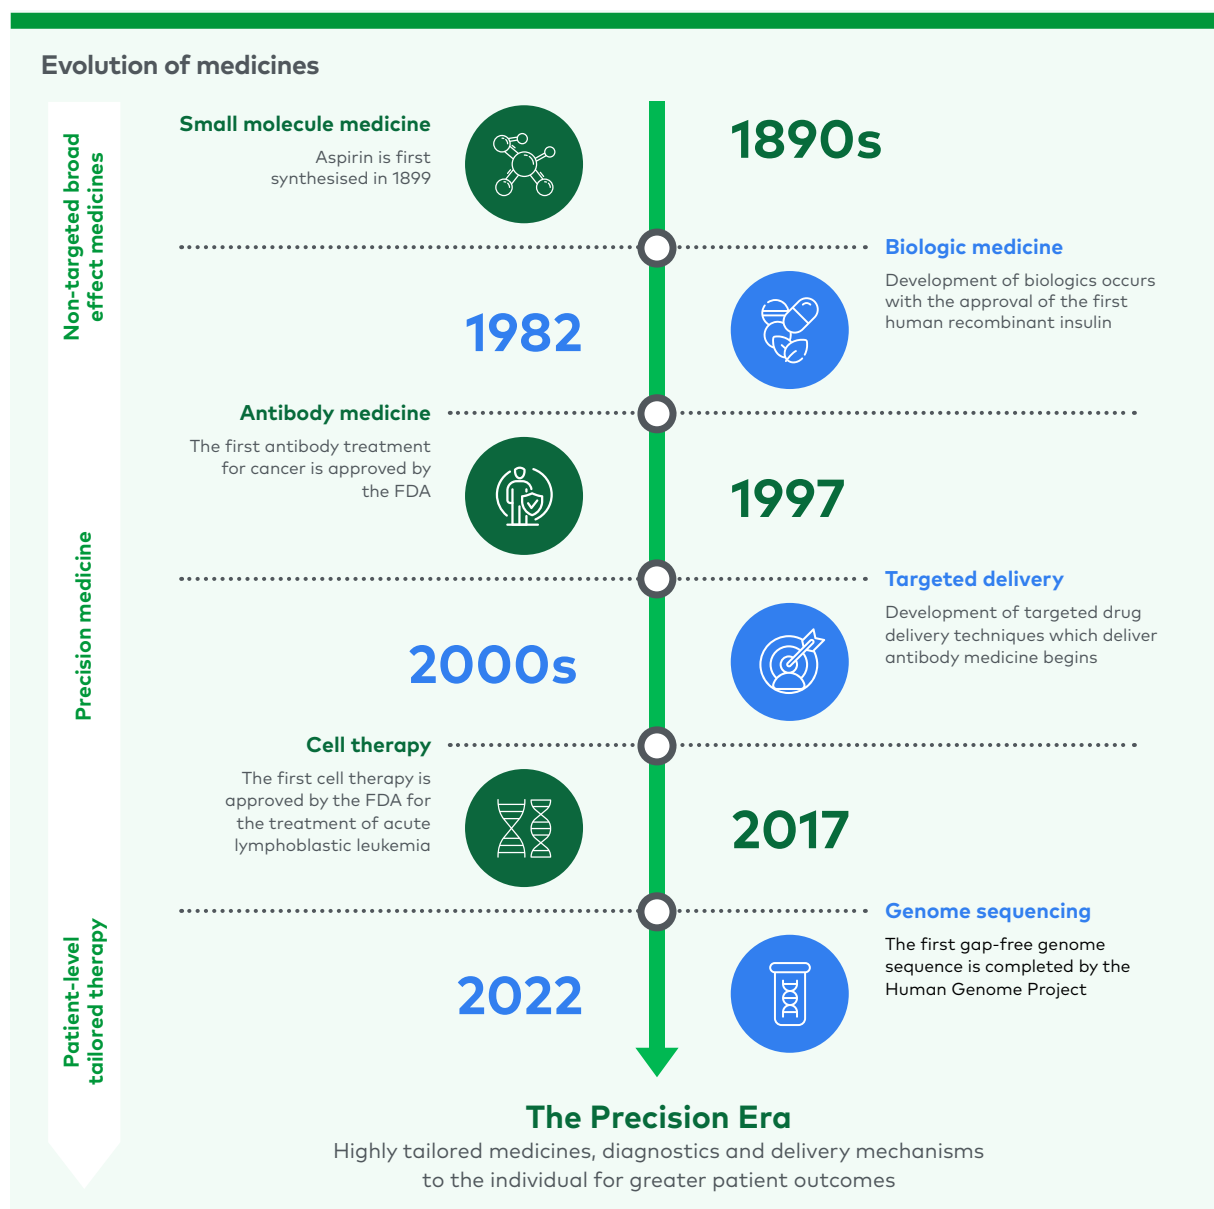 Evolution of medicines
Non-targeted broad
effect medicines
Small molecule medicine
Aspirin is first
synthesised in 1899
1890s
Biologic medicine
Development of biologics occurs
with the approval of the first
human recombinant insulin
1982
Antibody medicine
The first antibody treatment
for cancer is approved by
the FDA
1997
Precision medicine
Targeted delivery
Development of targeted drug
delivery techniques which deliver
antibody medicine begins
2000s
Cell therapy
The first cell therapy is
approved by the FDA for
the treatment of acute
lymphoblastic leukemia
2017
Patient-level
tailored therapy
Genome sequencing
The first gap-free genome
sequence is completed by the
Human Genome Project
2022
The Precision Era
Highly tailored medicines, diagnostics and delivery mechanisms
to the individual for greater patient outcomes